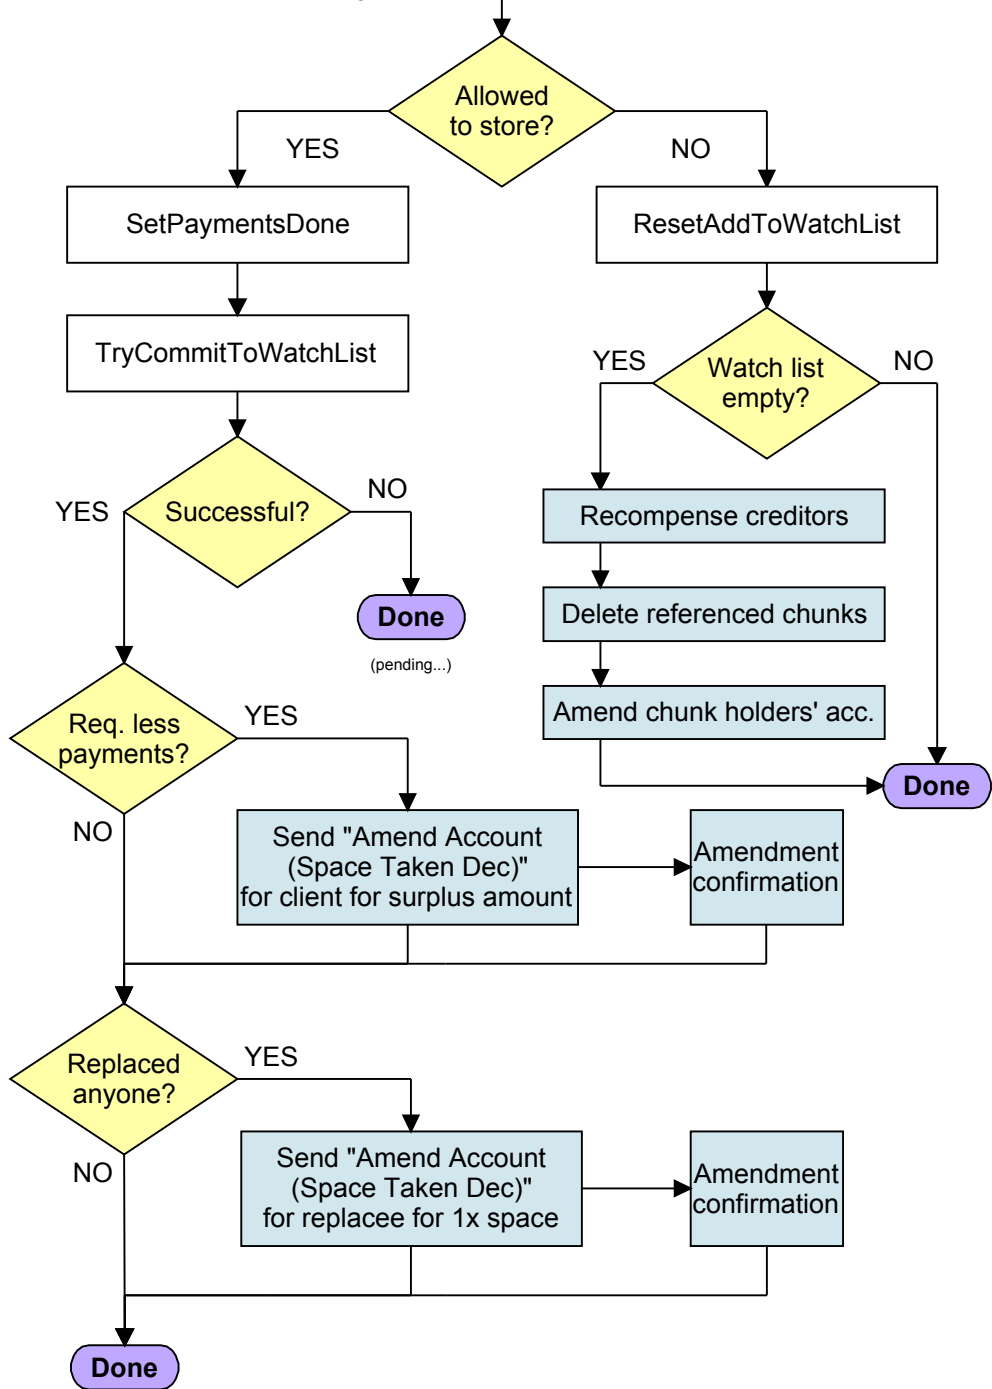 Allowed
to store?
YES
NO
SetPaymentsDone
ResetAddToWatchList
TryCommitToWatchList
YES
Watch list
empty?
NO
YES
Successful?
NO
Recompense creditors
Done
(pending...)
Delete referenced chunks
Amend chunk holders' acc.
Done
Req. less
payments?
YES
NO
Send "Amend Account
(Space Taken Dec)"
for client for surplus amount
Amendment
confirmation
Replaced
anyone?
YES
NO
Send "Amend Account
(Space Taken Dec)"
for replacee for 1x space
Amendment
confirmation
Done